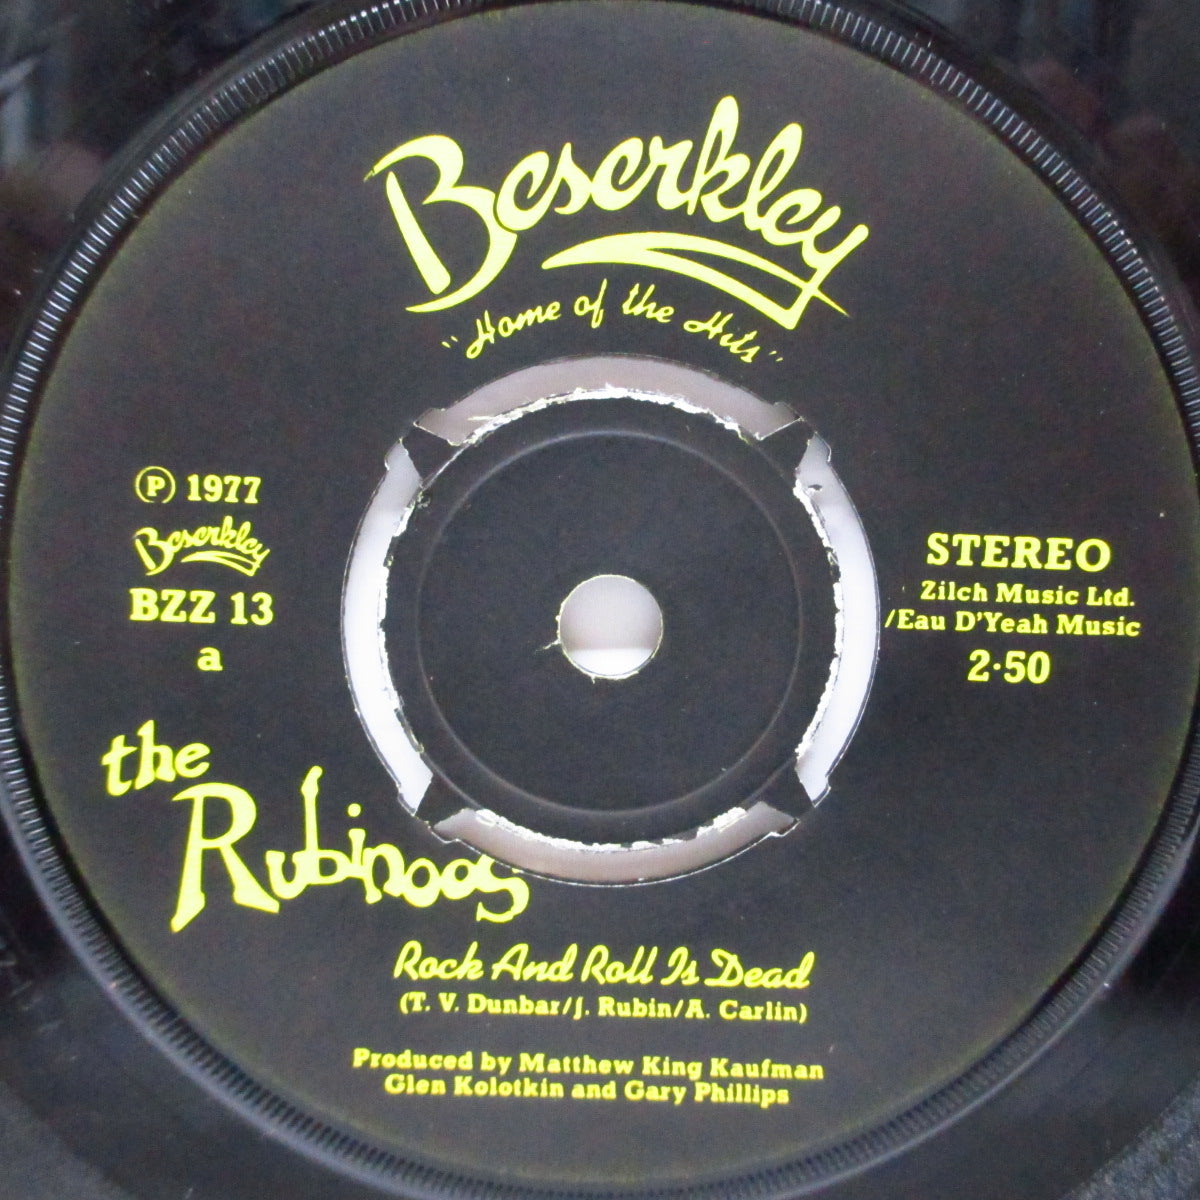 Beserkley
"Home of the Hits"
℗ 1977
Beserkley
BZZ 13
a
STEREO
Zilch Music Ltd.
/Eau D'Yeah Music
2·50
the
Rubinoos
Rock And Roll Is Dead
(T. V. Dunbar/J. Rubin/A. Carlin)
Produced by Matthew King Kaufman
Glen Kolotkin and Gary Phillips